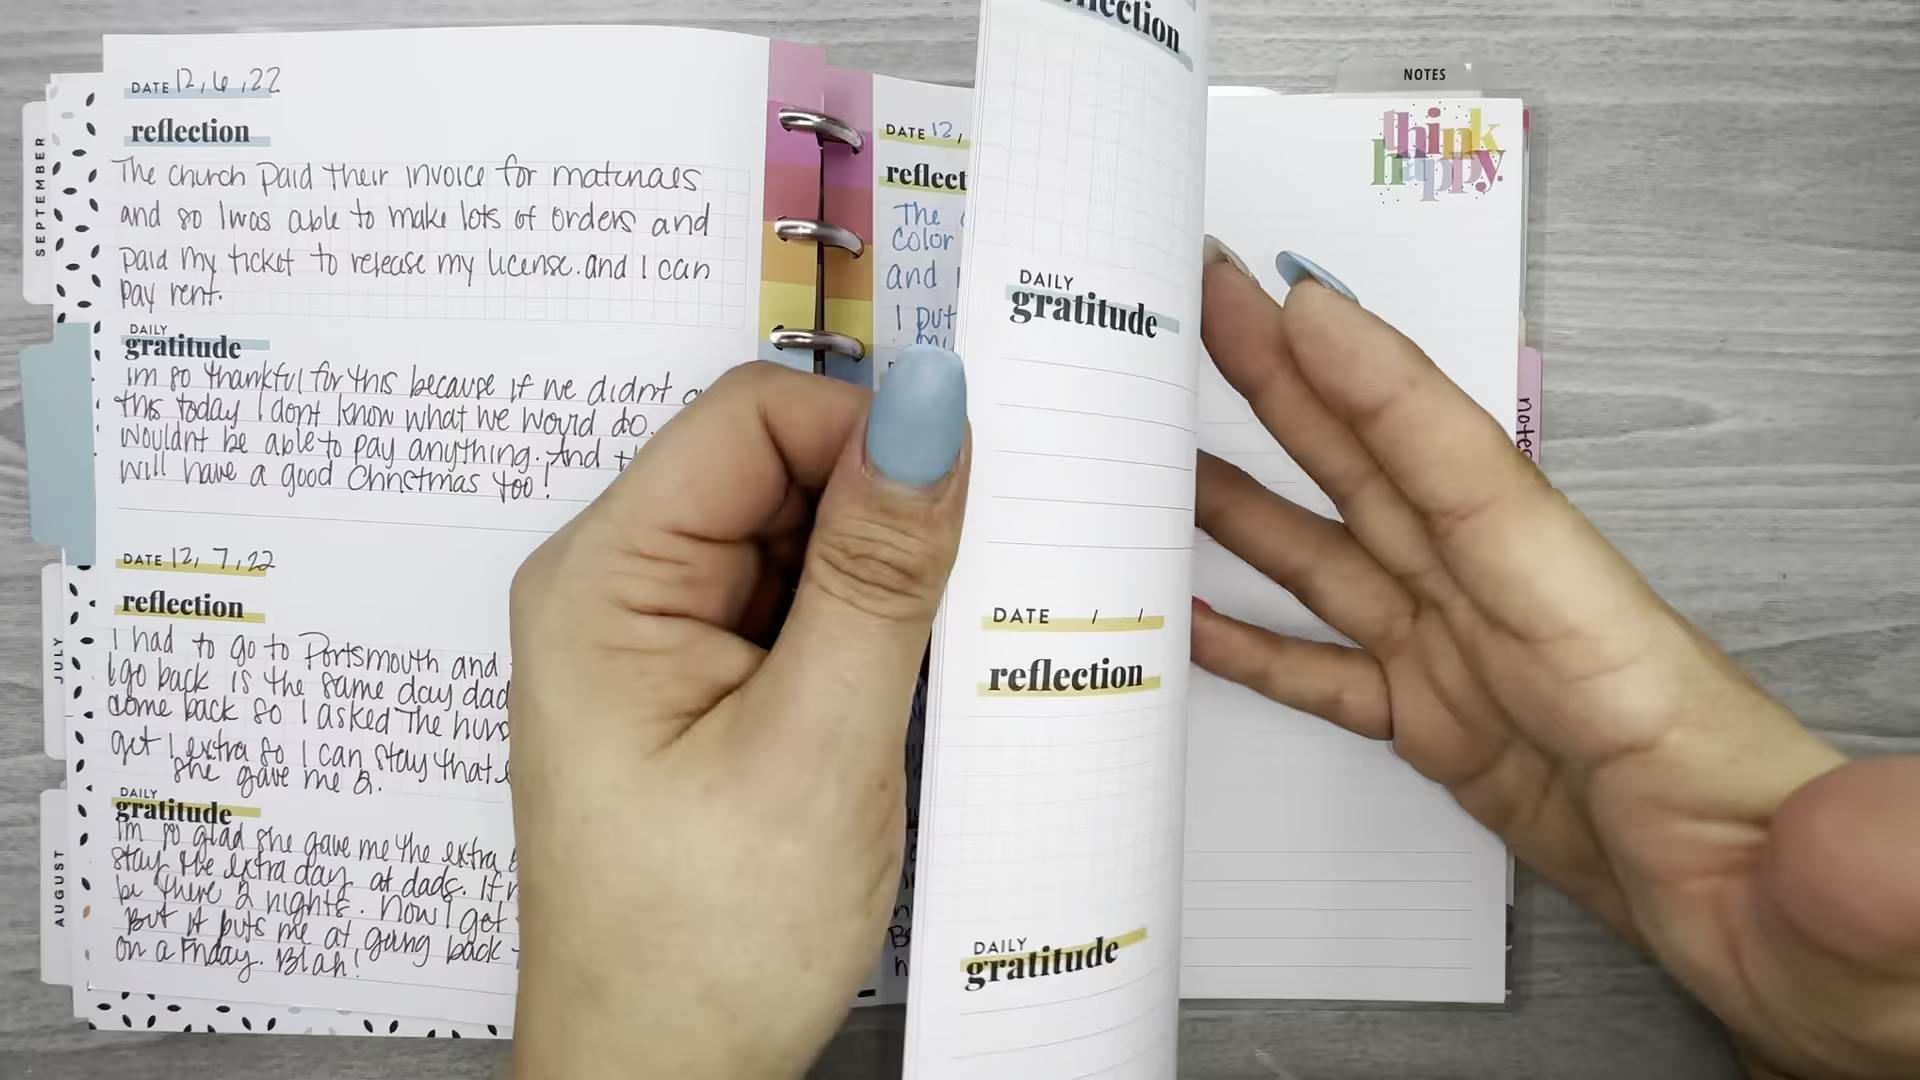 DATE 12, 6, 22
reflection
The church paid their invoice for materials
and so I was able to make lots of orders and
paid my ticket to release my license. and I can
pay rent.
DAILY
gratitude
im so thankful for this because if we didnt
this today I dont know what we would do.
wouldnt be able to pay anything. And
will have a good Christmas too!
DATE 12, 7, 22
reflection
I had to go to Portsmouth and
I go back is the same day dad
come back so I asked the
get 1 extra so I can stay that
she gave me 2.
DAILY
gratitude
Im so glad she gave me the extra
stay the extra day at dads. If
be there 2 nights. Now I get
But it puts me at going back
on a Friday. Blah!
SEPTEMBER
JULY
AUGUST
DATE 12,
reflect
The
color
and
I put
my
reflection
DAILY
gratitude
DATE / /
reflection
DAILY
gratitude
NOTES
think
happy.
notes